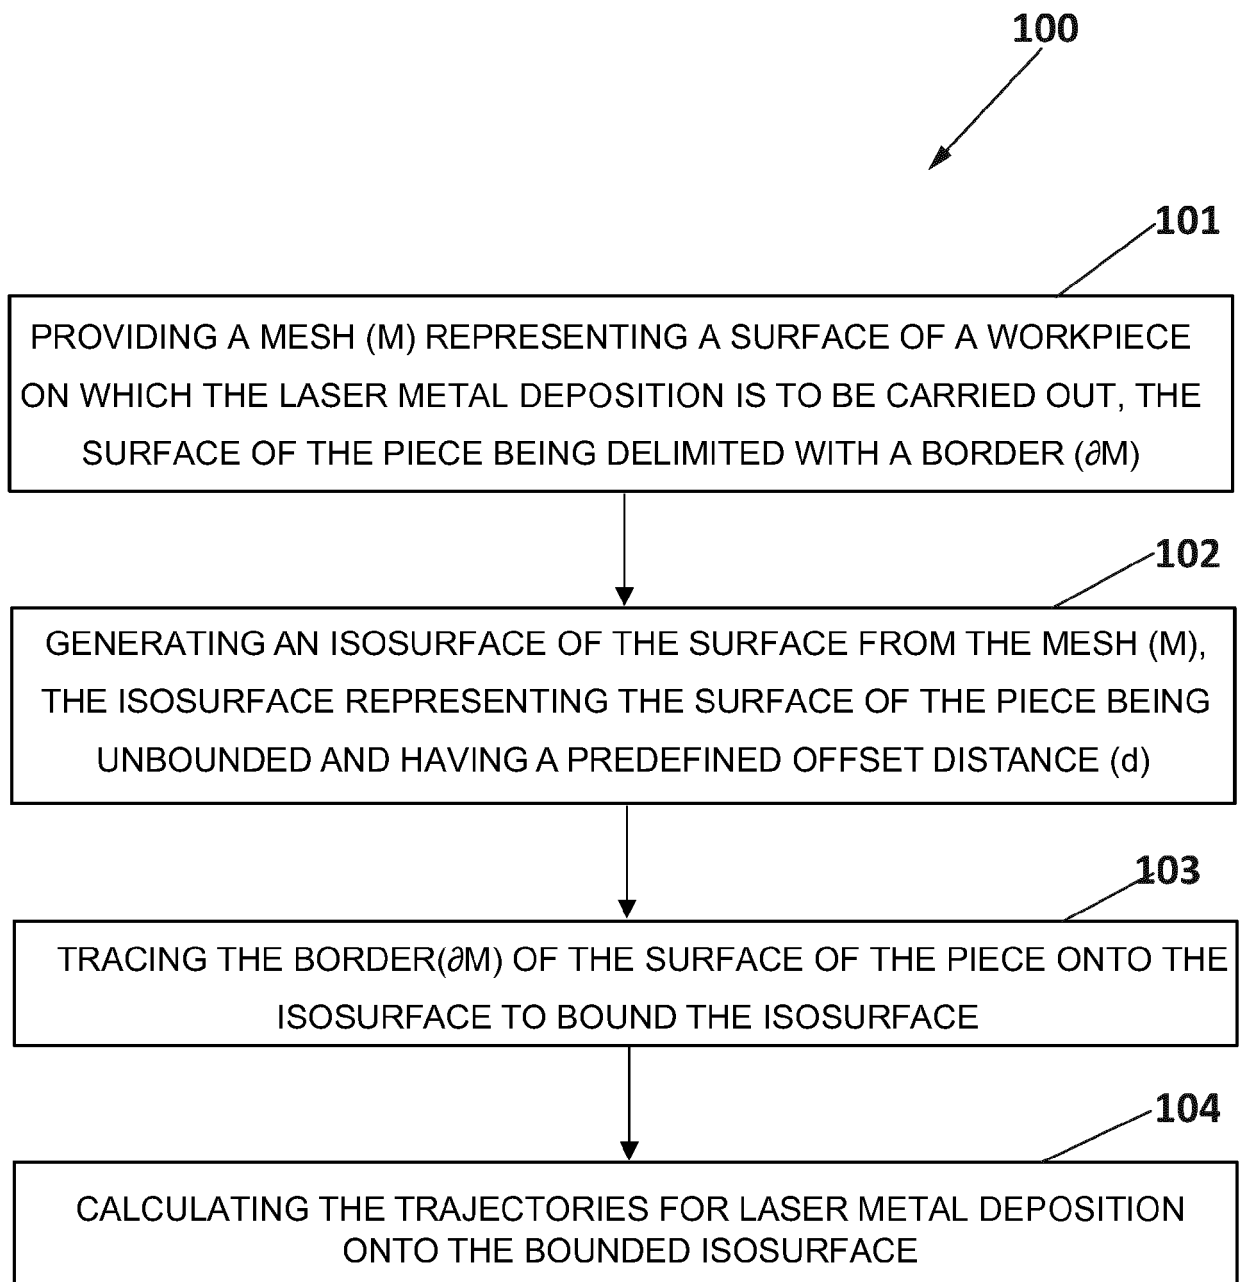 100
101
PROVIDING A MESH (M) REPRESENTING A SURFACE OF A WORKPIECE
ON WHICH THE LASER METAL DEPOSITION IS TO BE CARRIED OUT, THE
SURFACE OF THE PIECE BEING DELIMITED WITH A BORDER (∂M)
102
GENERATING AN ISOSURFACE OF THE SURFACE FROM THE MESH (M),
THE ISOSURFACE REPRESENTING THE SURFACE OF THE PIECE BEING
UNBOUNDED AND HAVING A PREDEFINED OFFSET DISTANCE (d)
103
TRACING THE BORDER(∂M) OF THE SURFACE OF THE PIECE ONTO THE
ISOSURFACE TO BOUND THE ISOSURFACE
104
CALCULATING THE TRAJECTORIES FOR LASER METAL DEPOSITION
ONTO THE BOUNDED ISOSURFACE